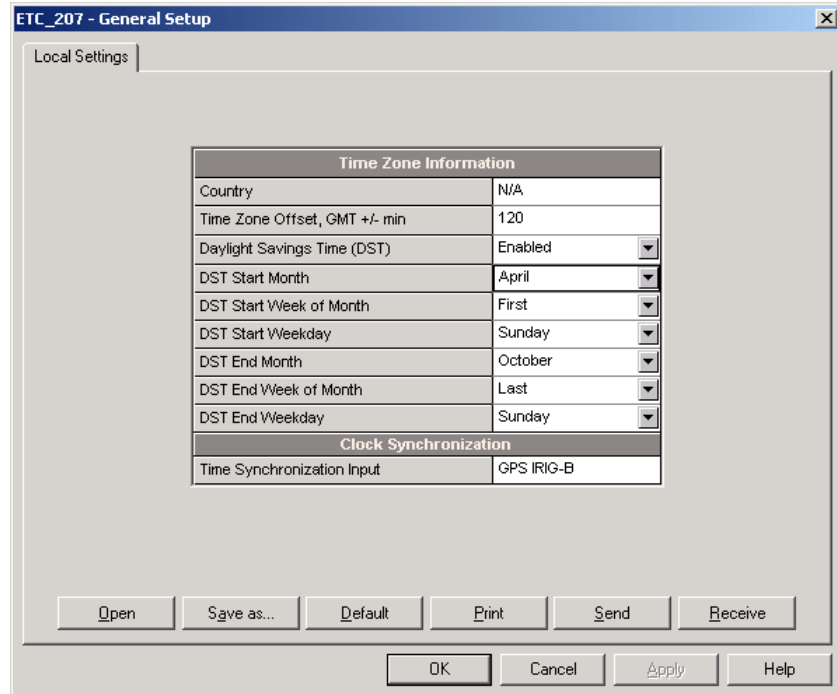 ETC_207 - General Setup
Local Settings
Time Zone Information
Country N/A
Time Zone Offset, GMT +/- min 120
Daylight Savings Time (DST) Enabled
DST Start Month April
DST Start Week of Month First
DST Start Weekday Sunday
DST End Month October
DST End Week of Month Last
DST End Weekday Sunday
Clock Synchronization
Time Synchronization Input GPS IRIG-B
Open Save as... Default Print Send Receive
OK Cancel Apply Help